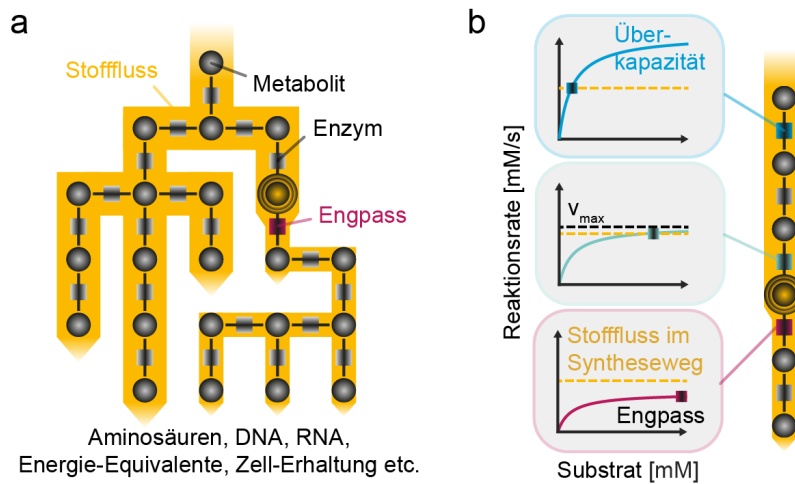 a
Stofffluss
Metabolit
Enzym
Engpass
Aminosäuren, DNA, RNA,
Energie-Equivalente, Zell-Erhaltung etc.
b
Reaktionsrate [mM/s]
Über-
kapazität
Vmax
Stofffluss im
Syntheseweg
Engpass
Substrat [mM]